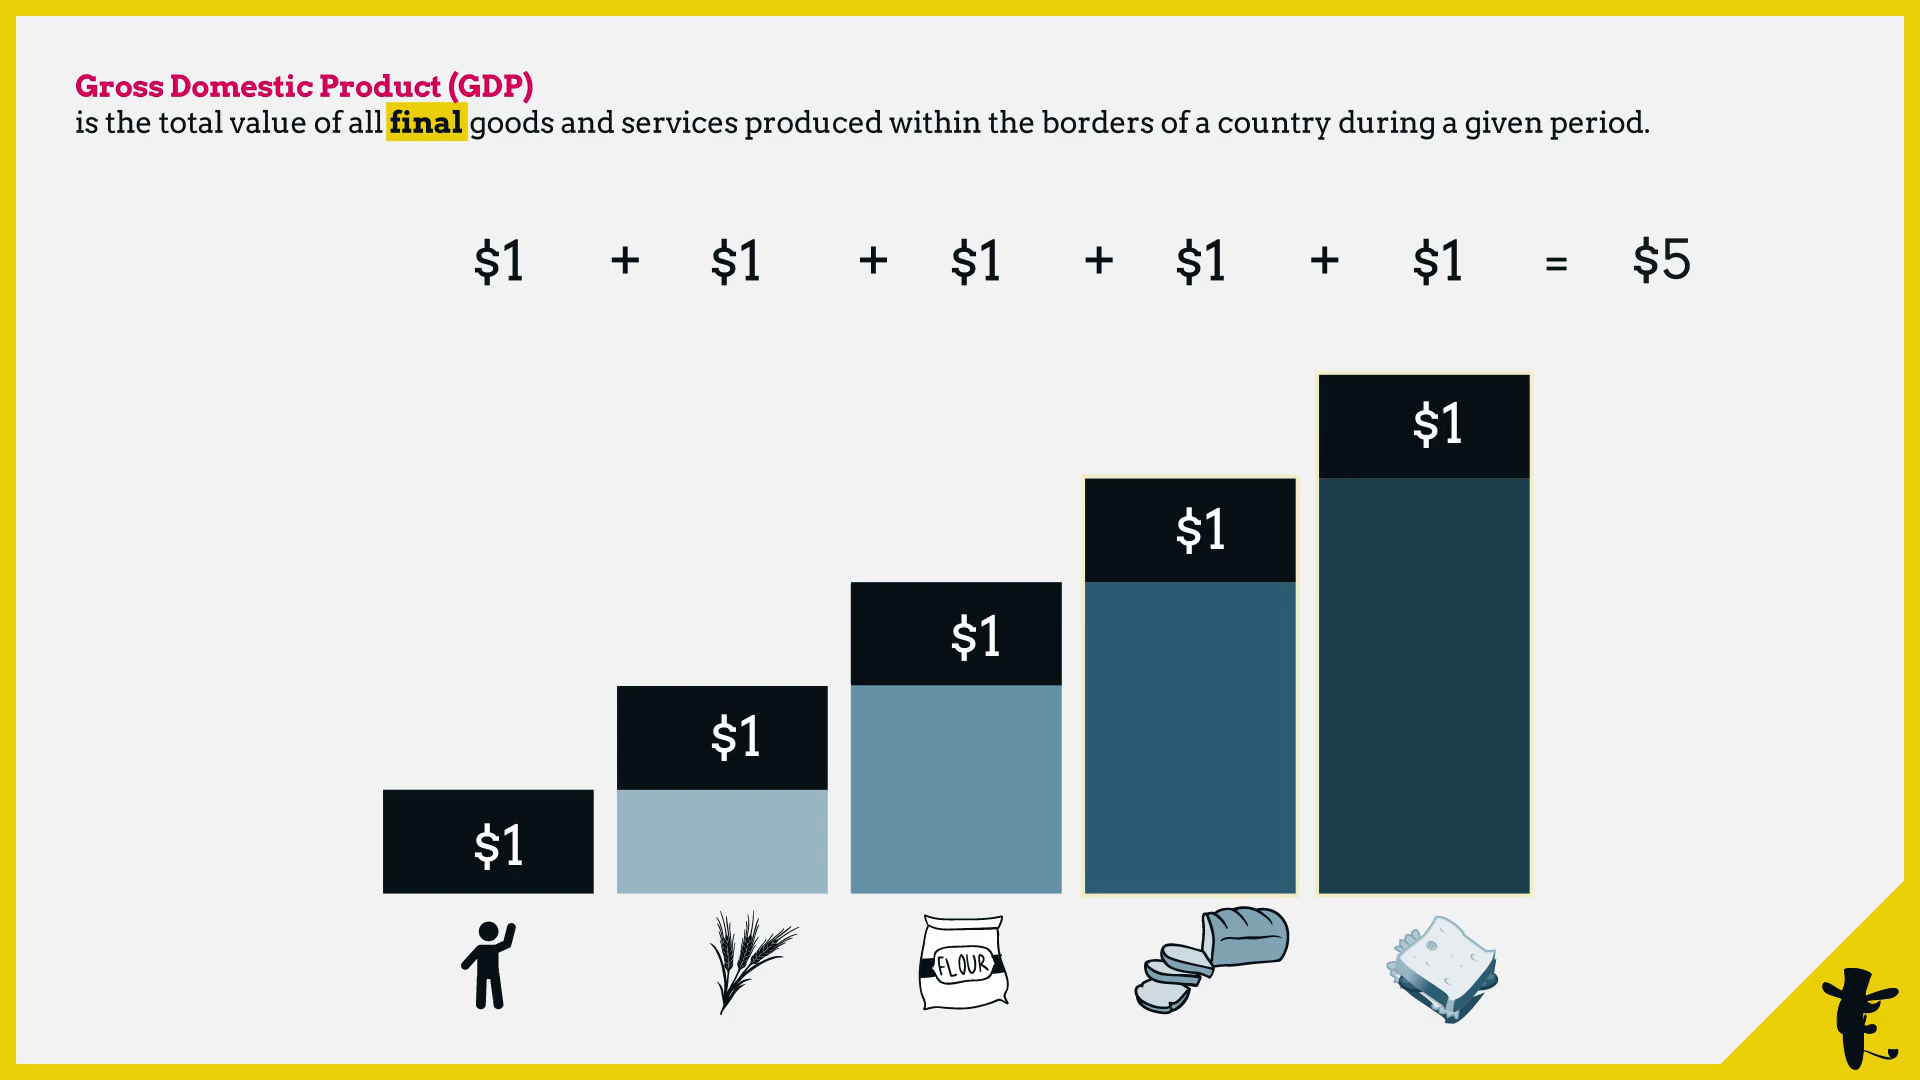 Gross Domestic Product (GDP)
is the total value of all final goods and services produced within the borders of a country during a given period.
$1 + $1 + $1 + $1 + $1 = $5
$1
$1
$1
$1
$1
FLOUR